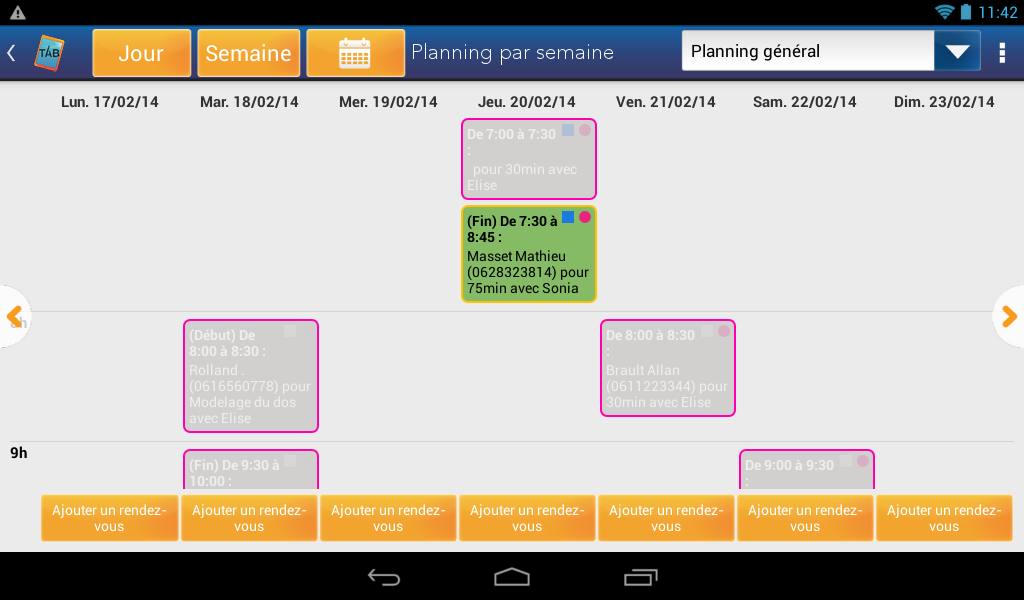 11:42
TAB
Jour
Semaine
Planning par semaine
Planning général
Lun. 17/02/14
Mar. 18/02/14
Mer. 19/02/14
Jeu. 20/02/14
Ven. 21/02/14
Sam. 22/02/14
Dim. 23/02/14
De 7:00 à 7:30
:
pour 30min avec
Elise
(Fin) De 7:30 à
8:45 :
Masset Mathieu
(0628323814) pour
75min avec Sonia
8h
(Début) De
8:00 à 8:30 :
Rolland .
(0616560778) pour
Modelage du dos
avec Elise
De 8:00 à 8:30
:
Brault Allan
(0611223344) pour
30min avec Elise
9h
(Fin) De 9:30 à
10:00 :
De 9:00 à 9:30
:
Ajouter un rendez-
vous
Ajouter un rendez-
vous
Ajouter un rendez-
vous
Ajouter un rendez-
vous
Ajouter un rendez-
vous
Ajouter un rendez-
vous
Ajouter un rendez-
vous